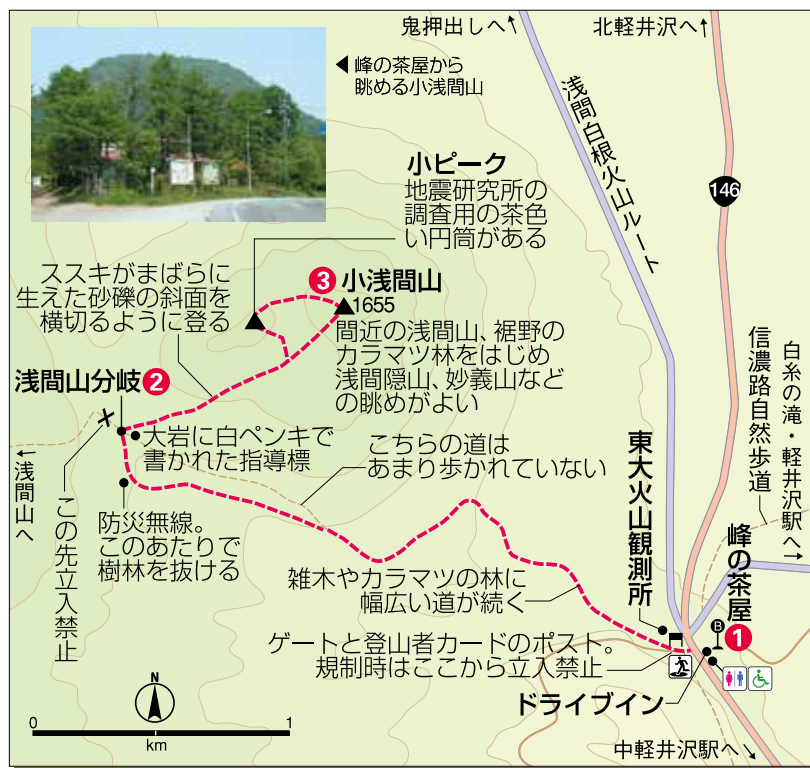 鬼押出しへ
北軽井沢へ
峰の茶屋から
眺める小浅間山
浅間白根火山ルート
146
小ピーク
地震研究所の
調査用の茶色
い円筒がある
ススキがまばらに
生えた砂礫の斜面を
横切るように登る
3 小浅間山
1655
間近の浅間山、裾野の
カラマツ林をはじめ
浅間隠山、妙義山など
の眺めがよい
信濃路自然歩道
白糸の滝・軽井沢駅へ
浅間山分岐 2
大岩に白ペンキで
書かれた指導標
こちらの道は
あまり歩かれていない
浅間山へ
この先立入禁止
防災無線。
このあたりで
樹林を抜ける
東大火山観測所
峰の茶屋
B
1
雑木やカラマツの林に
幅広い道が続く
ゲートと登山者カードのポスト。
規制時はここから立入禁止
ドライブイン
N
0 1
km
中軽井沢駅へ